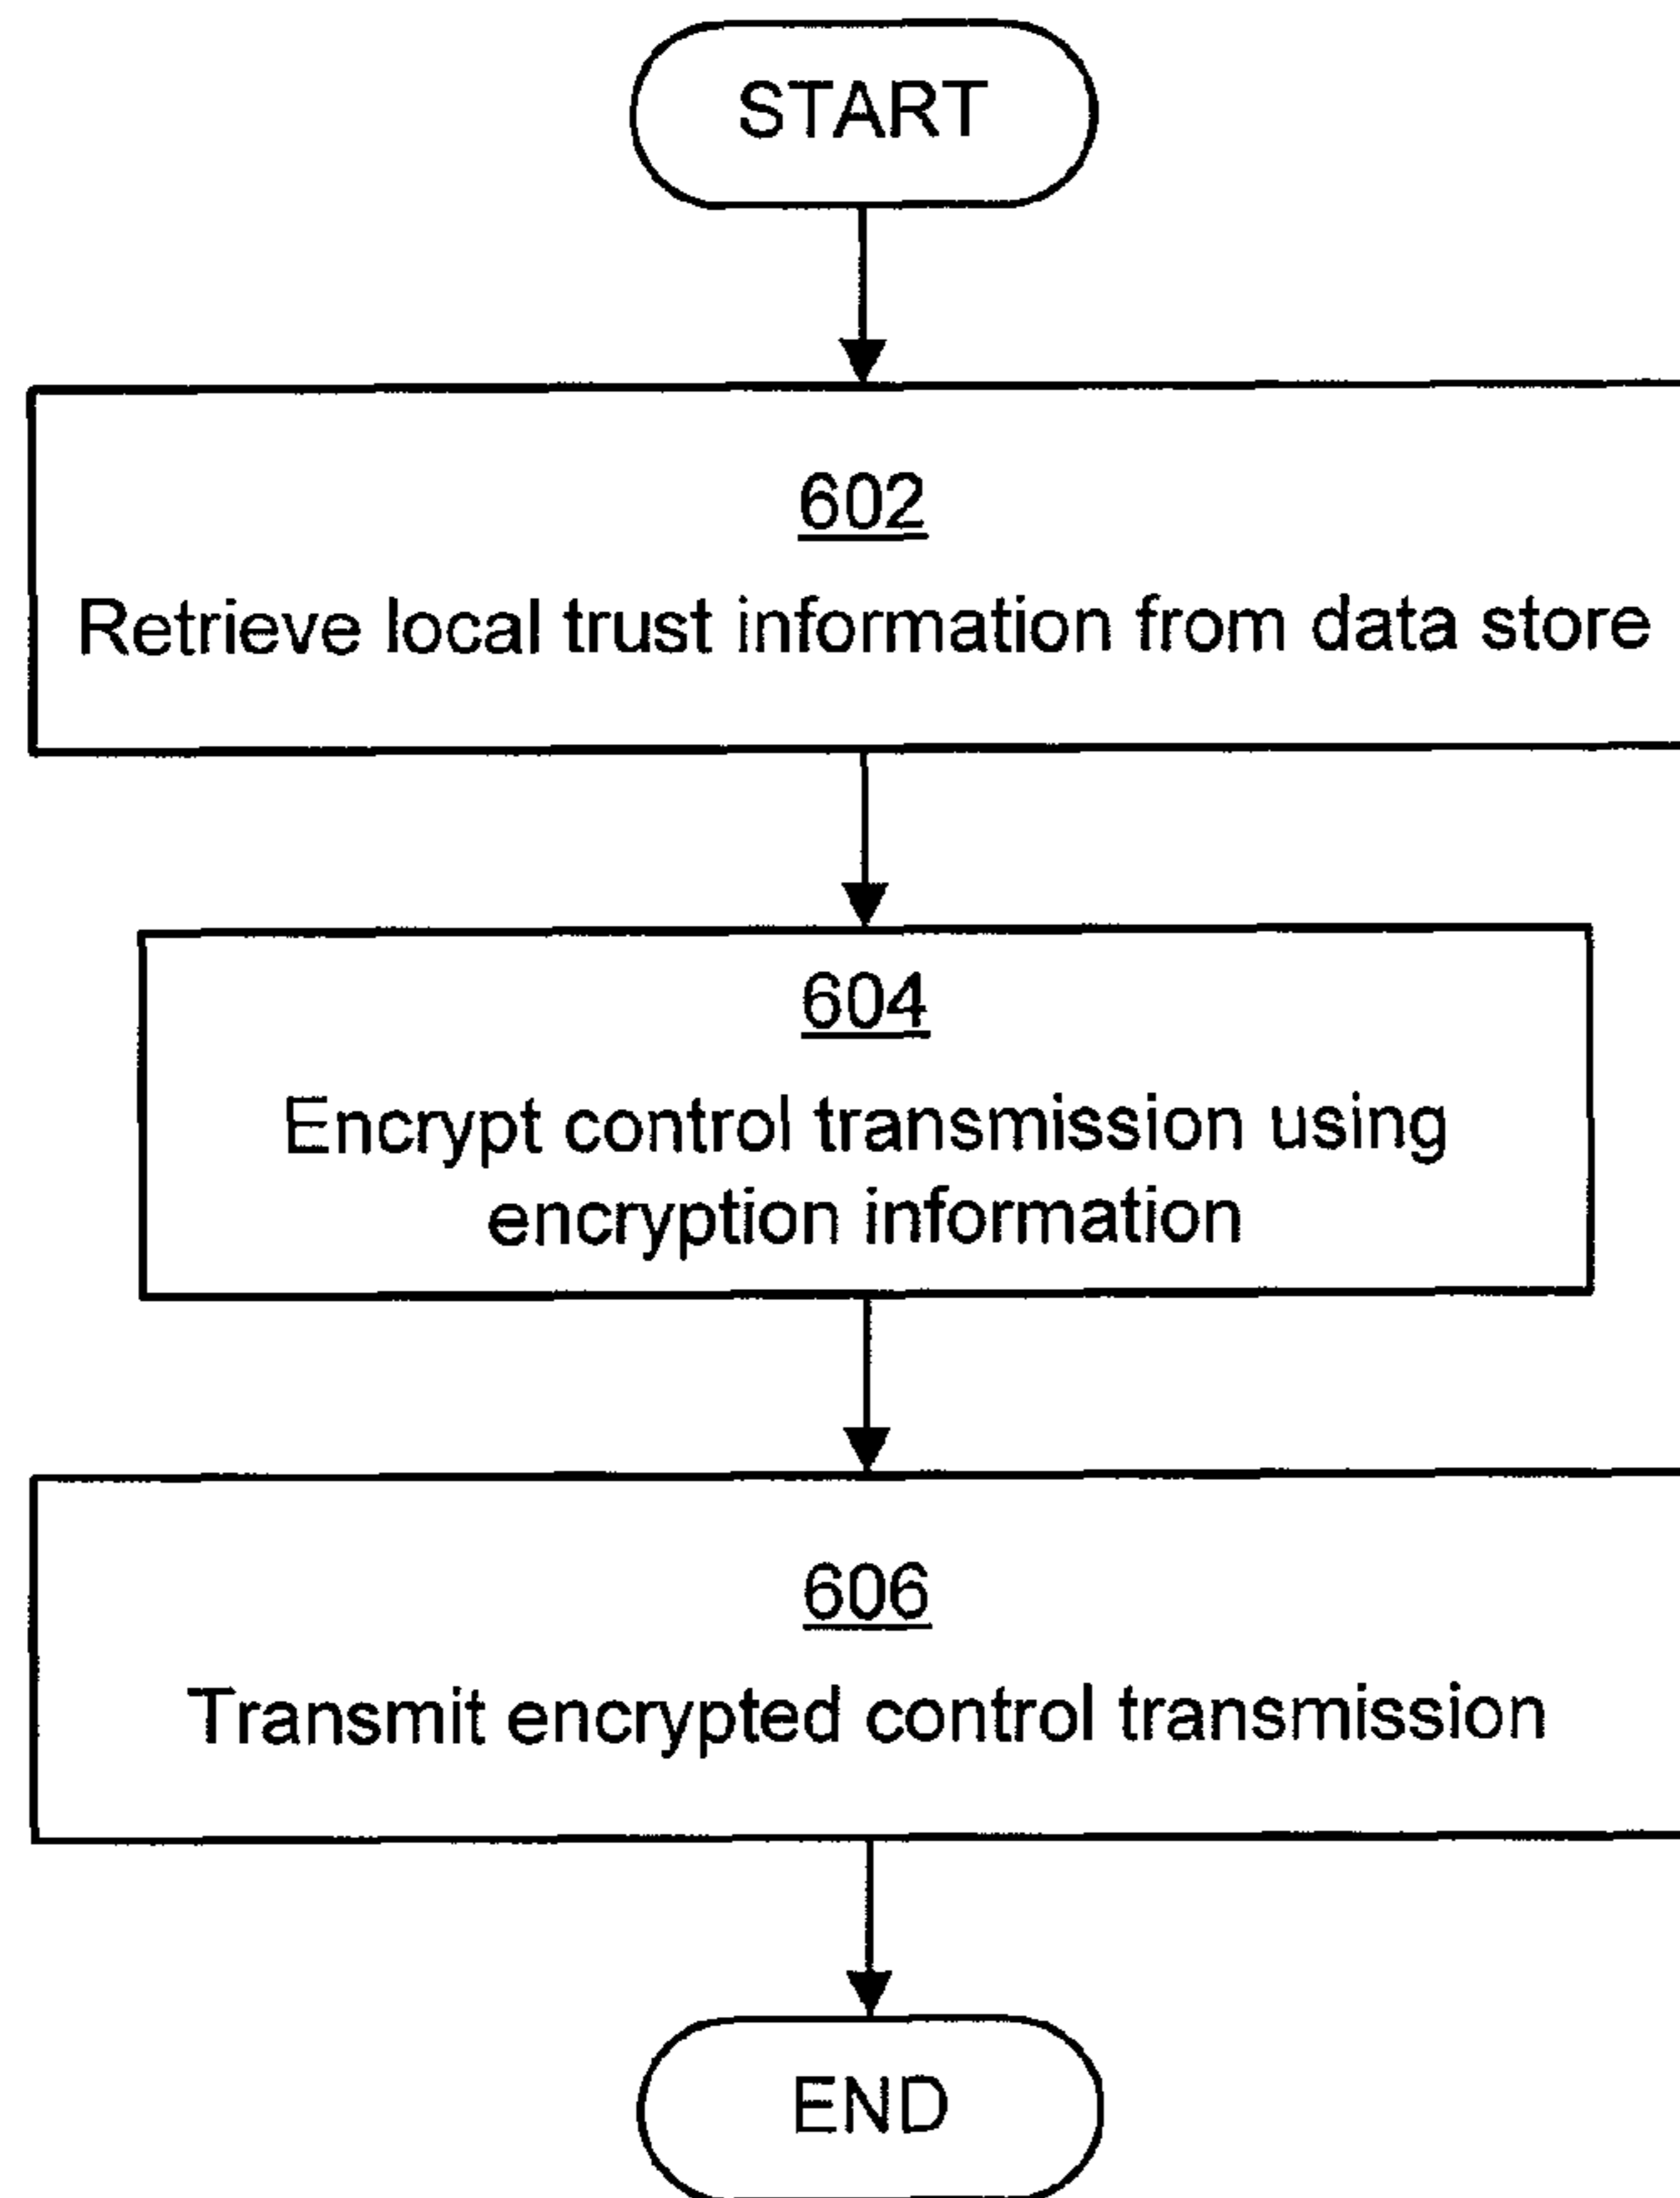 START
602
Retrieve local trust information from data store
604
Encrypt control transmission using
encryption information
606
Transmit encrypted control transmission
END